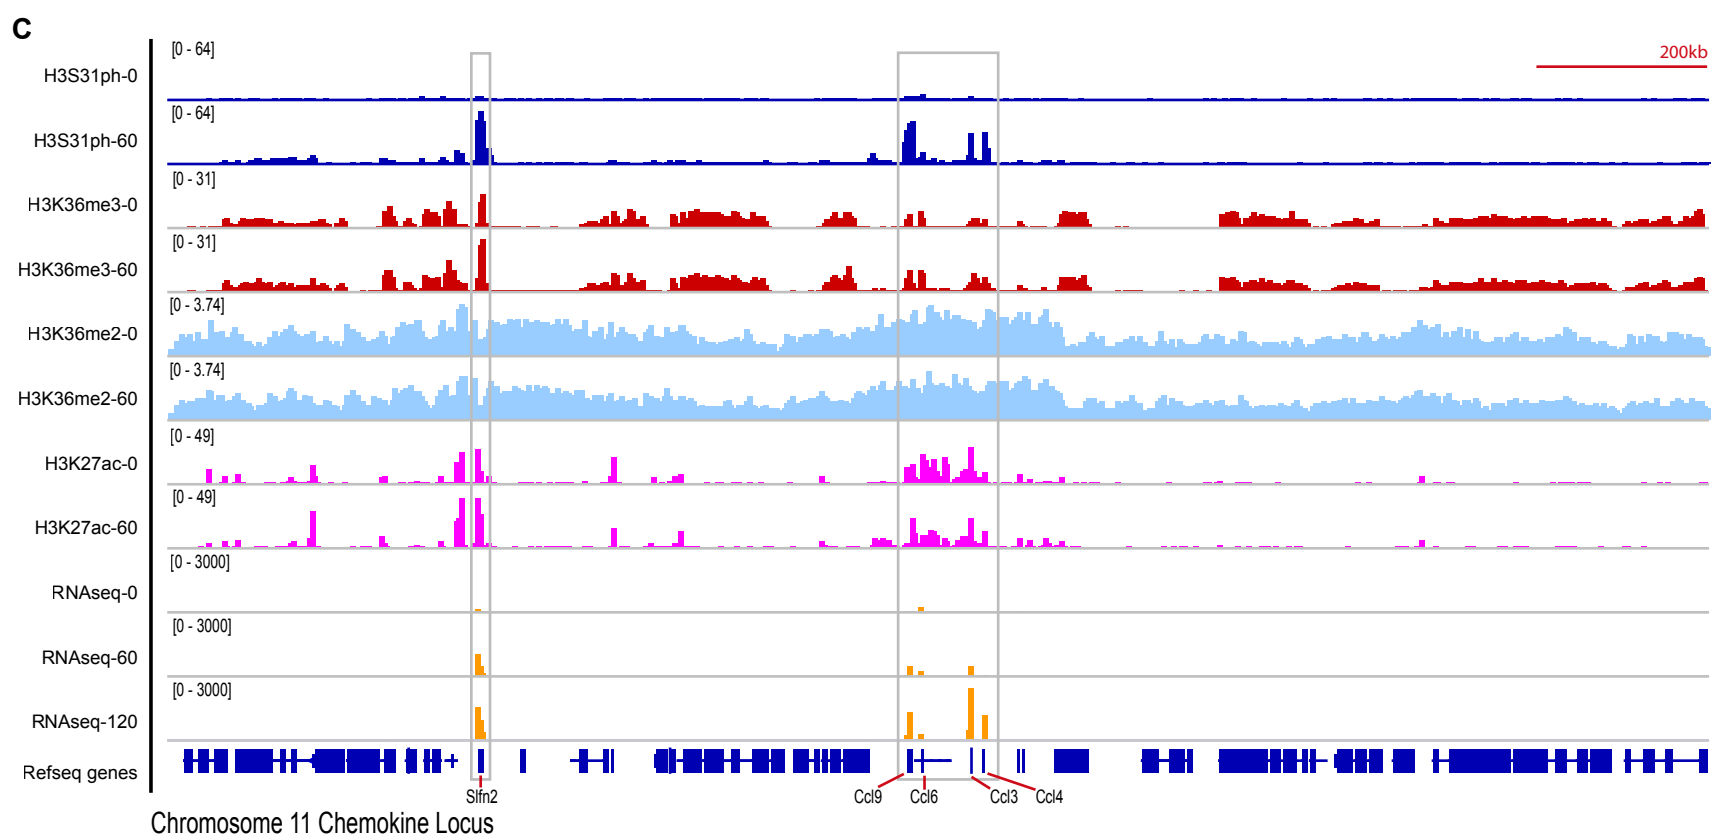 C
[0 - 64]
200kb
H3S31ph-0
[0 - 64]
H3S31ph-60
[0 - 31]
H3K36me3-0
[0 - 31]
H3K36me3-60
[0 - 3.74]
H3K36me2-0
[0 - 3.74]
H3K36me2-60
[0 - 49]
H3K27ac-0
[0 - 49]
H3K27ac-60
[0 - 3000]
RNAseq-0
[0 - 3000]
RNAseq-60
[0 - 3000]
RNAseq-120
Refseq genes
Slfn2 Ccl9 Ccl6 Ccl3 Ccl4
Chromosome 11 Chemokine Locus